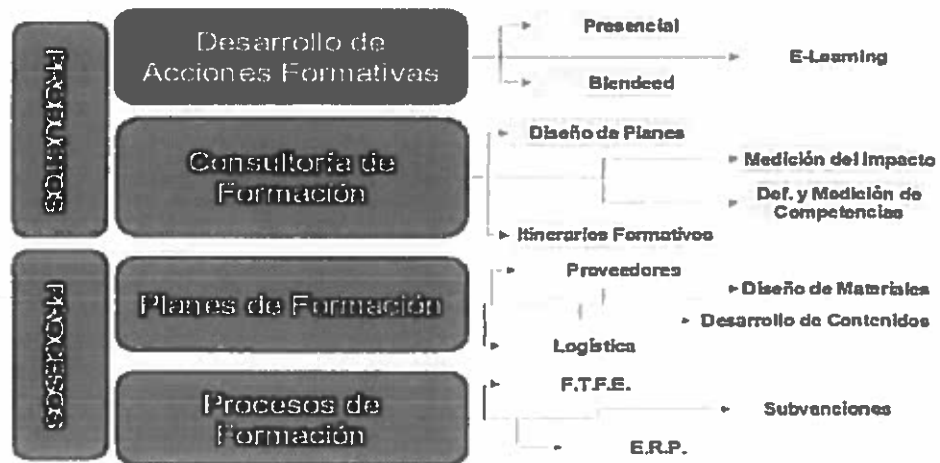 PRODUCTOS
Desarrollo de
Acciones Formativas
Presencial
E-Learning
Blendeed
Consultoría de
Formación
Diseño de Planes
Medición del Impacto
Def. y Medición de
Competencias
Itinerarios Formativos
PROCESOS
Planes de Formación
Proveedores
Diseño de Materiales
Desarrollo de Contenidos
Logística
Procesos de
Formación
F.T.F.E.
Subvenciones
E.R.P.